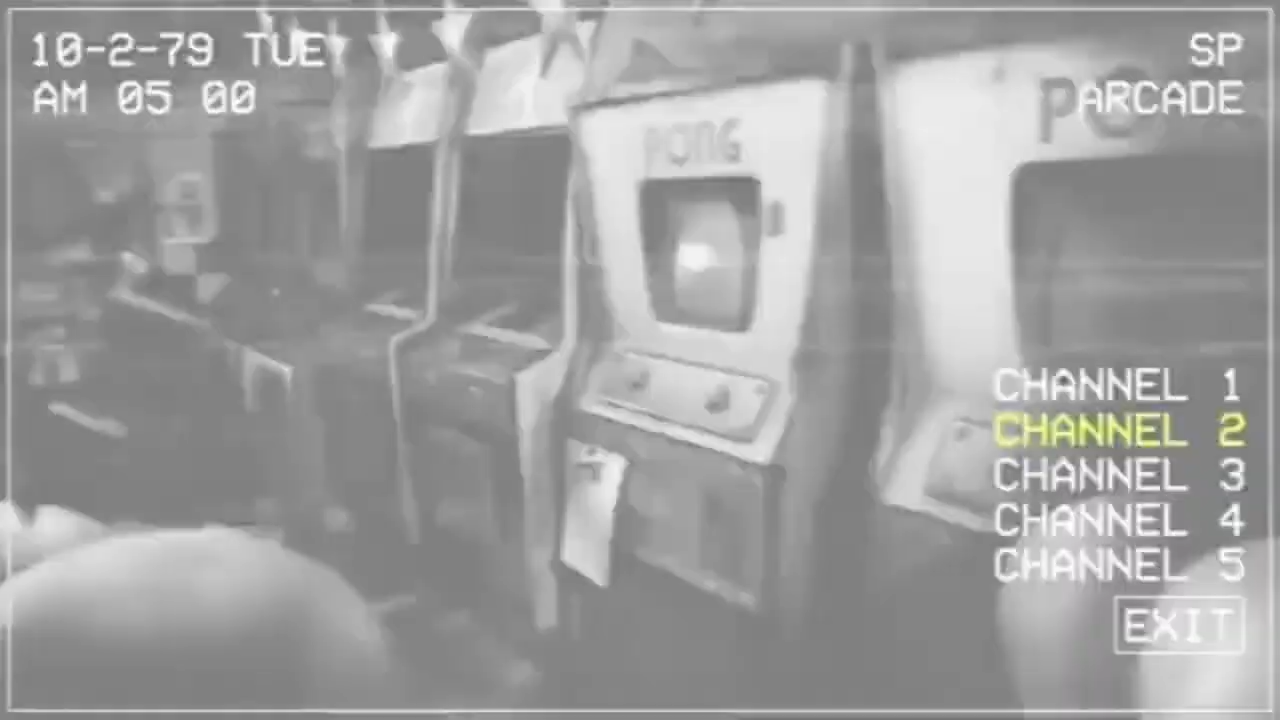 10-2-79 TUE
AM 05 00
SP
ARCADE
PONG
PO
CHANNEL 1
CHANNEL 2
CHANNEL 3
CHANNEL 4
CHANNEL 5
EXIT